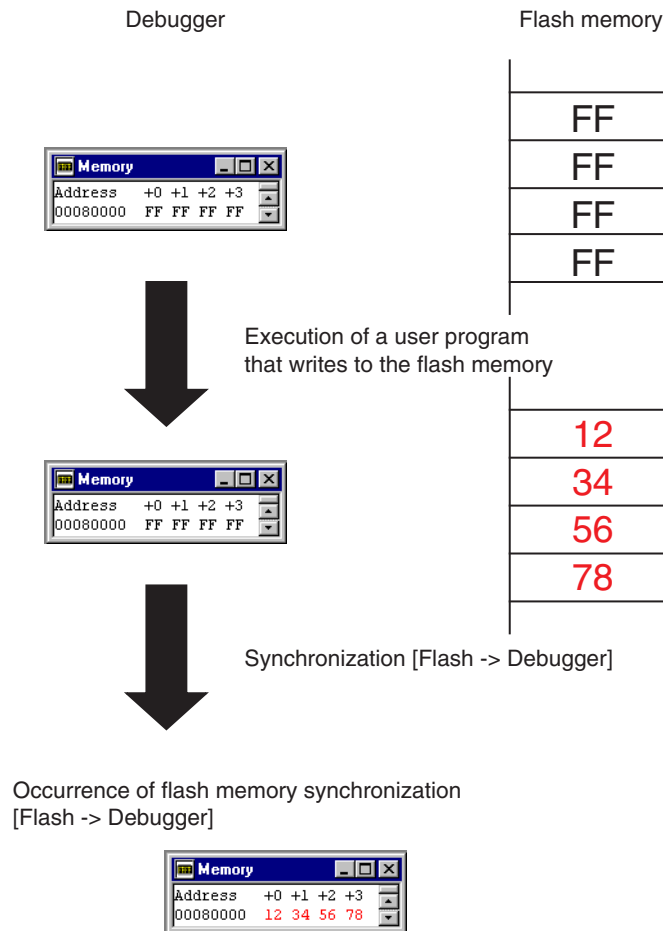 Debugger
Flash memory
FF
FF
FF
FF
Memory
Address +0 +1 +2 +3
00080000 FF FF FF FF
Execution of a user program
that writes to the flash memory
12
34
56
78
Memory
Address +0 +1 +2 +3
00080000 FF FF FF FF
Synchronization [Flash -> Debugger]
Occurrence of flash memory synchronization
[Flash -> Debugger]
Memory
Address +0 +1 +2 +3
00080000 12 34 56 78